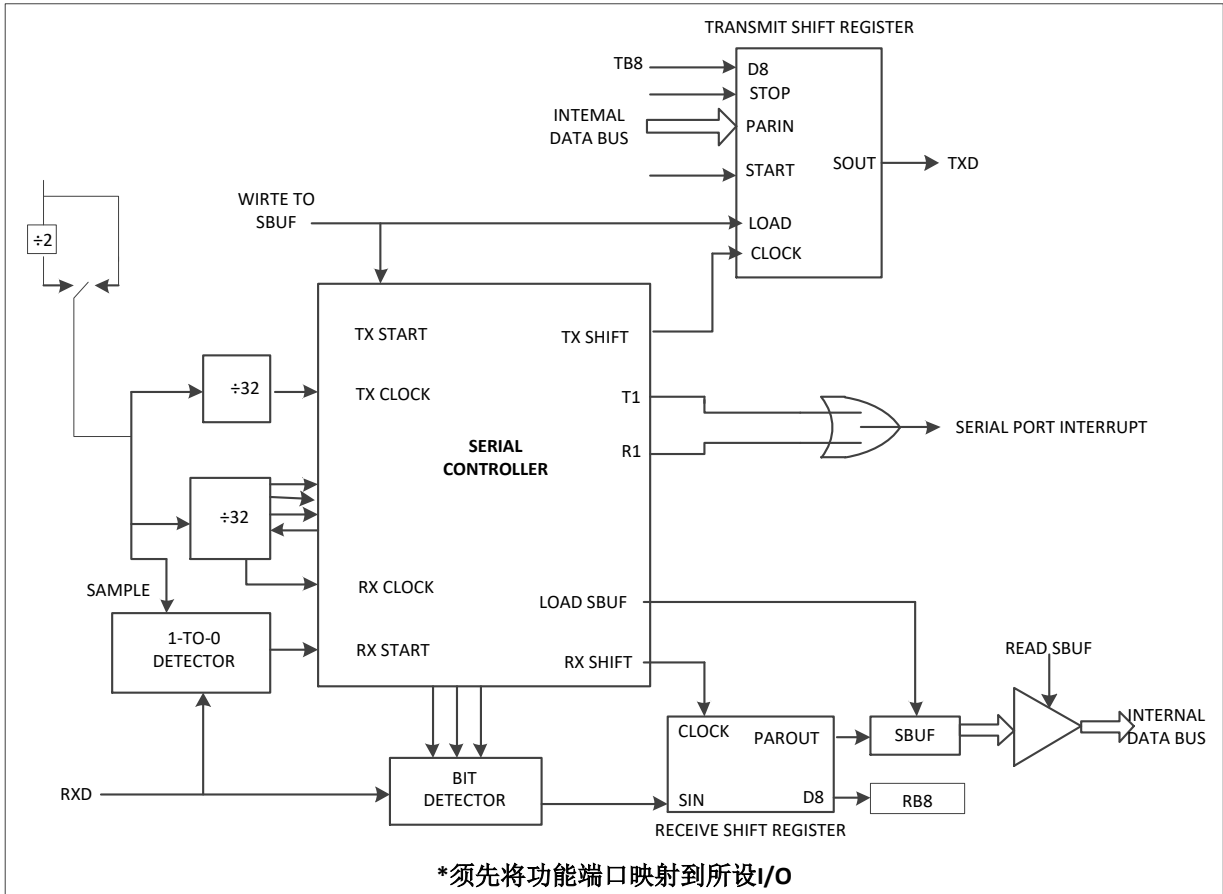 TRANSMIT SHIFT REGISTER
TB8
D8
STOP
INTEMAL
DATA BUS
PARIN
START
SOUT
TXD
WIRTE TO
SBUF
LOAD
CLOCK
÷2
TX START
TX SHIFT
÷32
TX CLOCK
T1
SERIAL
CONTROLLER
R1
SERIAL PORT INTERRUPT
÷32
SAMPLE
RX CLOCK
LOAD SBUF
1-TO-0
DETECTOR
RX START
RX SHIFT
READ SBUF
CLOCK
PAROUT
SBUF
INTERNAL
DATA BUS
RXD
BIT
DETECTOR
SIN
D8
RB8
RECEIVE SHIFT REGISTER
*须先将功能端口映射到所设I/O